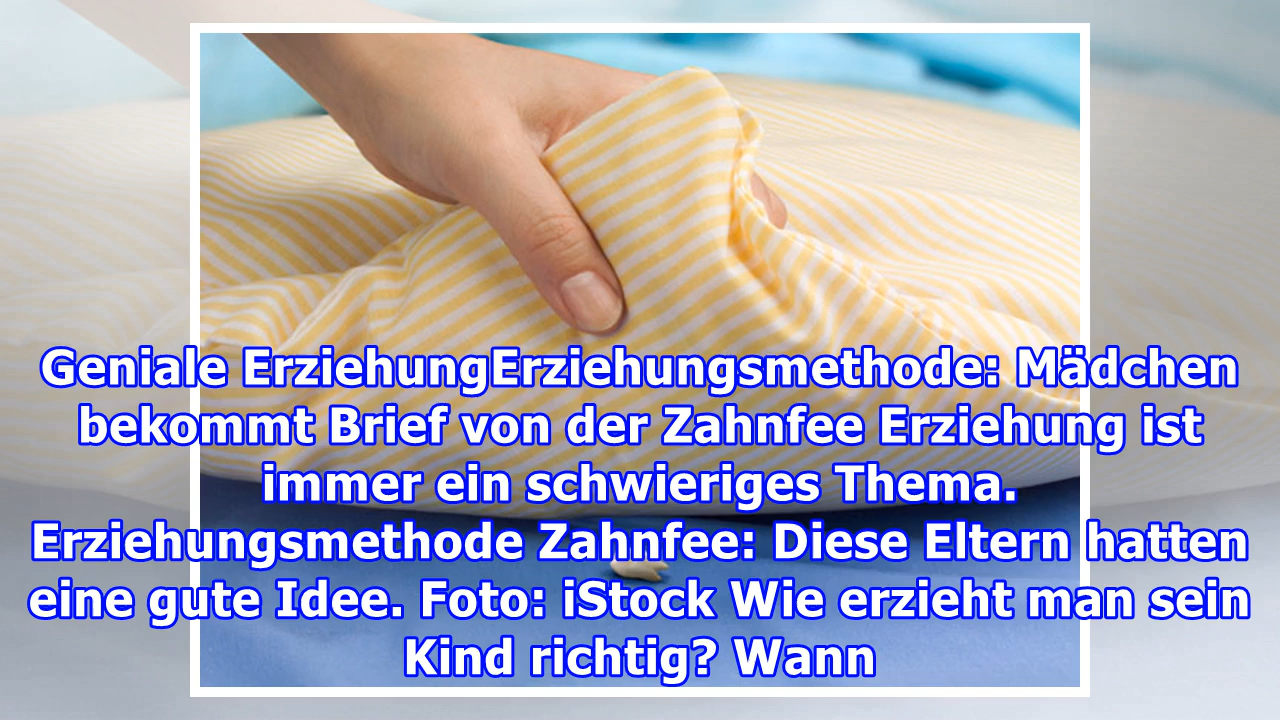 Geniale ErziehungErziehungsmethode: Mädchen
bekommt Brief von der Zahnfee Erziehung ist
immer ein schwieriges Thema.
Erziehungsmethode Zahnfee: Diese Eltern hatten
eine gute Idee. Foto: iStock Wie erzieht man sein
Kind richtig? Wann